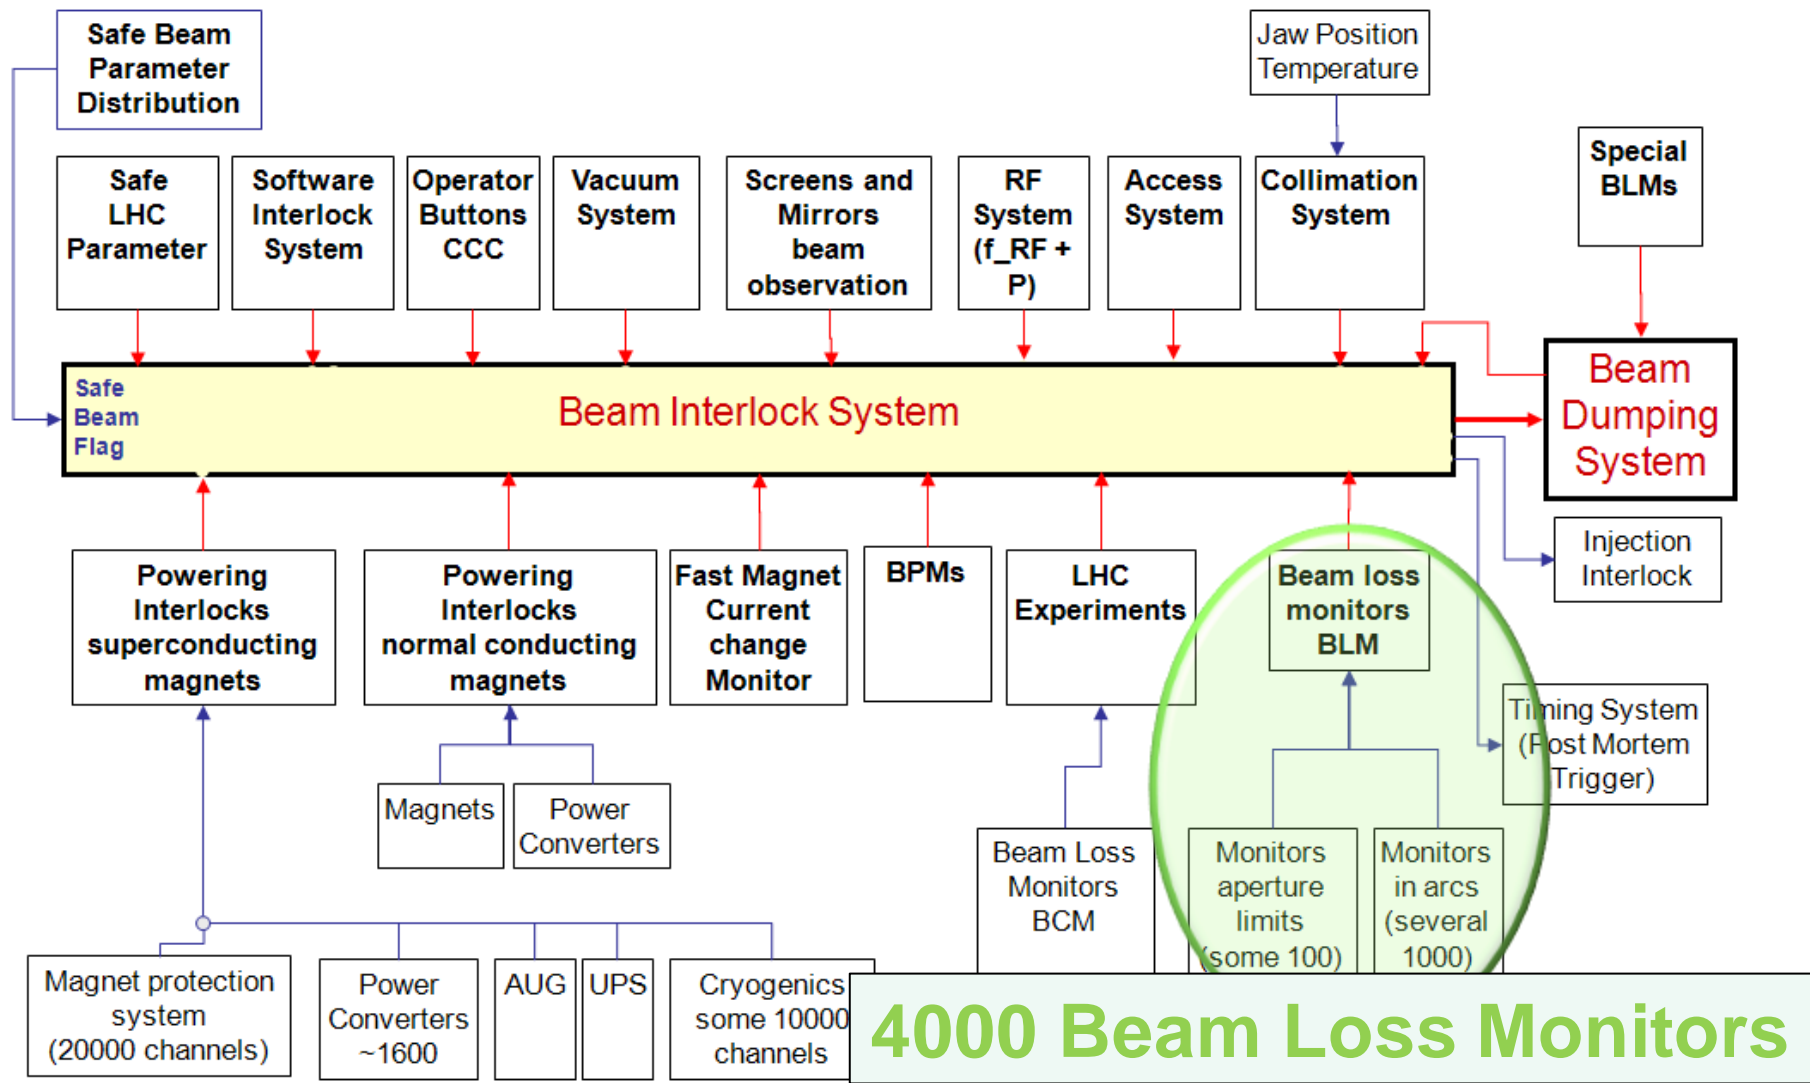 Safe Beam
Parameter
Distribution
Jaw Position
Temperature
Safe
LHC
Parameter
Software
Interlock
System
Operator
Buttons
CCC
Vacuum
System
Screens and
Mirrors
beam
observation
RF
System
(f_RF +
P)
Access
System
Collimation
System
Special
BLMs
Safe
Beam
Flag
Beam Interlock System
Beam
Dumping
System
Injection
Interlock
Powering
Interlocks
superconducting
magnets
Powering
Interlocks
normal conducting
magnets
Fast Magnet
Current
change
Monitor
BPMs
LHC
Experiments
Beam loss
monitors
BLM
Timing System
(Post Mortem
Trigger)
Magnets
Power
Converters
Beam Loss
Monitors
BCM
Monitors
aperture
limits
(some 100)
Monitors
in arcs
(several
1000)
Magnet protection
system
(20000 channels)
Power
Converters
~1600
AUG
UPS
Cryogenics
some 10000
channels
4000 Beam Loss Monitors